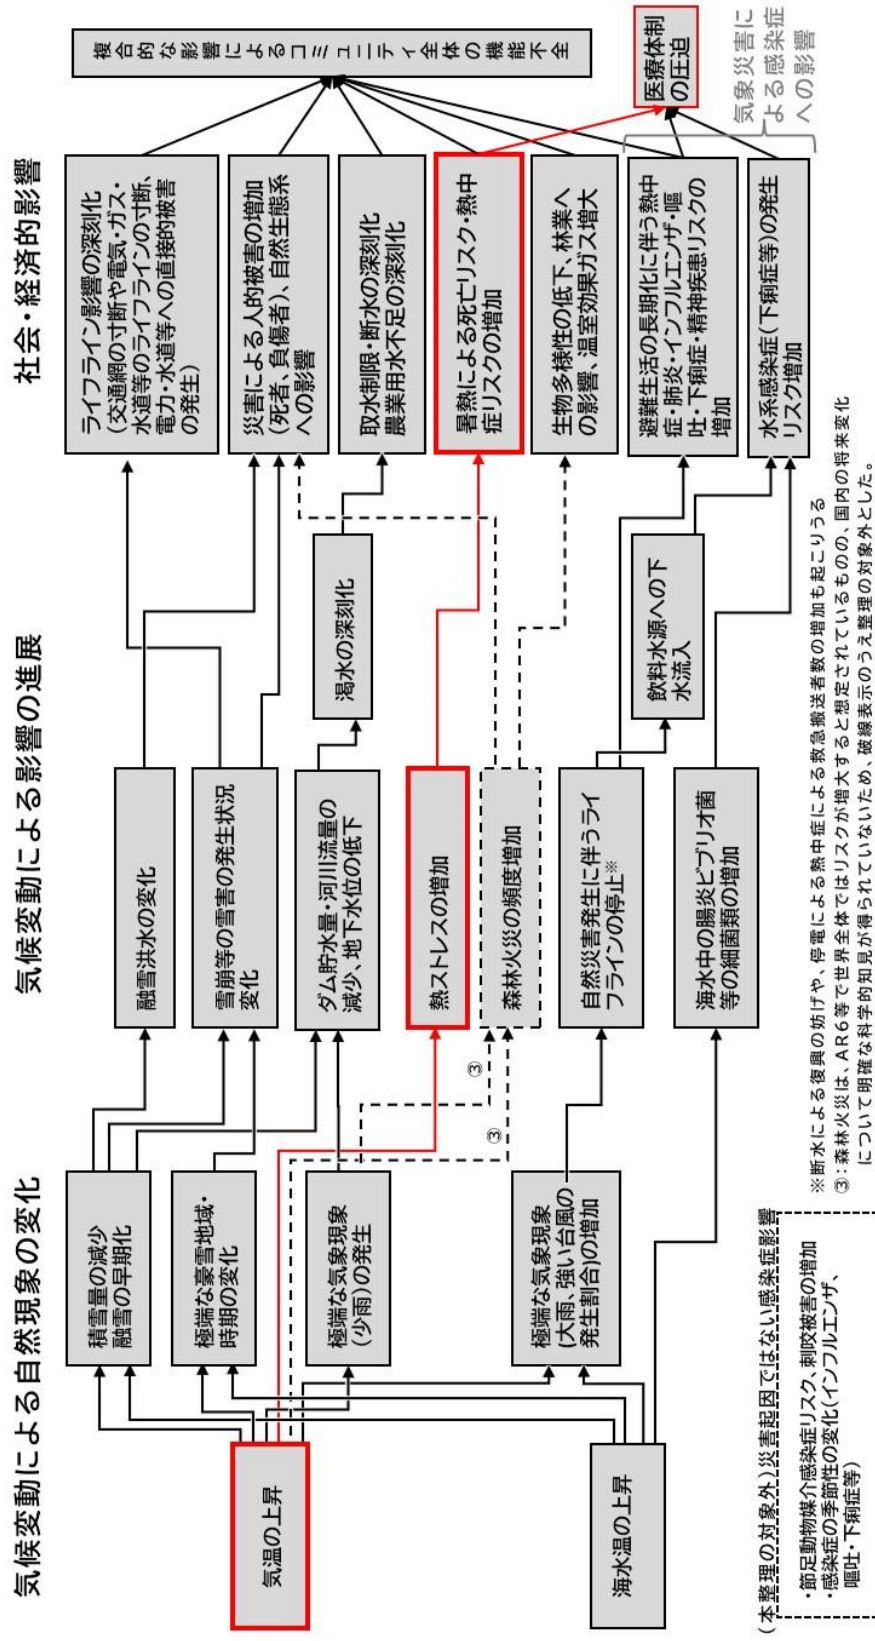 気候変動による自然現象の変化
気候変動による影響の進展
社会・経済的影響
気温の上昇
海水温の上昇
積雪量の減少
融雪の早期化
極端な豪雪地域・
時期の変化
極端な気象現象
（少雨）の発生
極端な気象現象
(大雨、強い台風の
発生割合)の増加
融雪洪水の変化
雪崩等の雪害の発生状況
変化
ダム貯水量・河川流量の
減少、地下水位の低下
熱ストレスの増加
森林火災の頻度増加
自然災害発生に伴うライ
フラインの停止※
海水中の腸炎ビブリオ菌
等の細菌類の増加
③
③
渇水の深刻化
飲料水源への下
水流入
ライフライン影響の深刻化
（交通網の寸断や電気・ガス・
水道等のライフラインの寸断、
電力・水道等への直接的被害
の発生）
災害による人的被害の増加
（死者、負傷者）、自然生態系
への影響
取水制限・断水の深刻化
農業用水不足の深刻化
暑熱による死亡リスク・熱中
症リスクの増加
生物多様性の低下、林業へ
の影響、温室効果ガス増大
避難生活の長期化に伴う熱中
症・肺炎・インフルエンザ・嘔
吐・下痢症・精神疾患リスクの
増加
水系感染症（下痢症等）の発生
リスク増加
複合的な影響によるコミュニティ全体の機能不全
医療体制
の圧迫
気象災害に
よる感染症
への影響
（本整理の対象外）災害起因ではない感染症影響
・節足動物媒介感染症リスク、刺咬被害の増加
・感染症の季節性の変化（インフルエンザ、
嘔吐・下痢症等）
※断水による復興の妨げや、停電による熱中症による救急搬送者数の増加も起こりうる
③：森林火災は、AR6等で世界全体ではリスクが増大すると想定されているものの、国内の将来変化
について明確な科学的知見が得られていないため、破線表示のうえ整理の対象外とした。